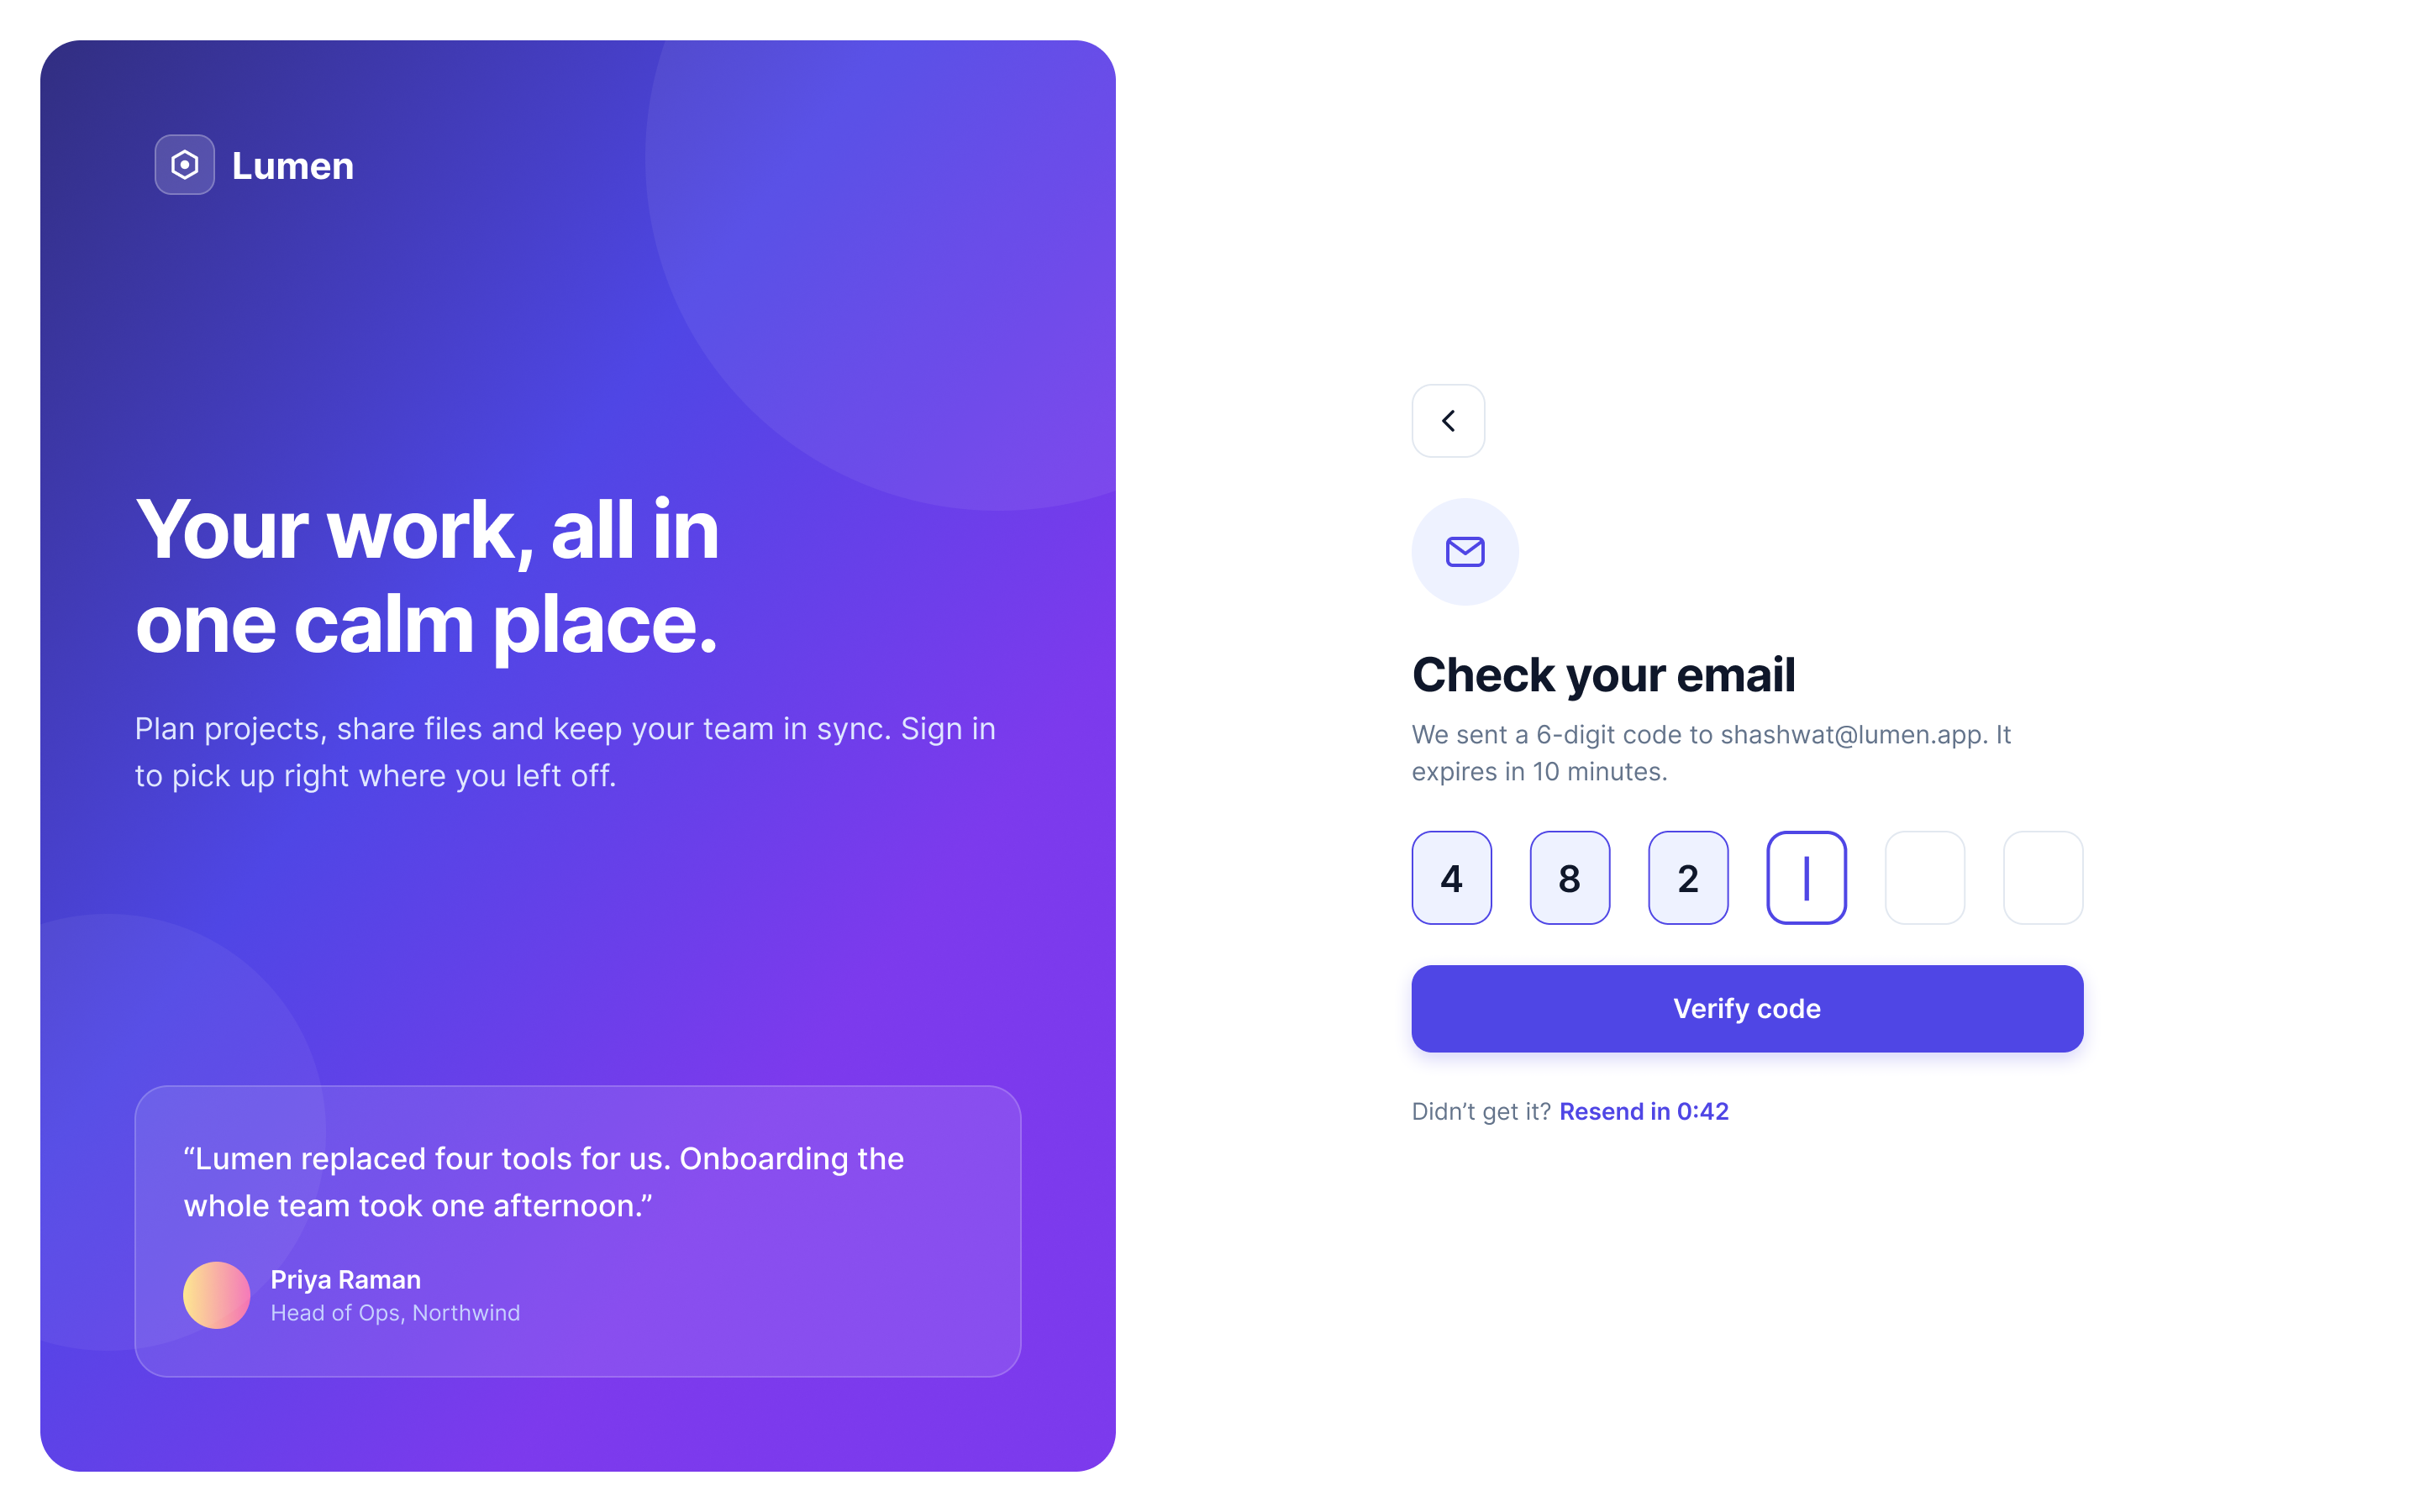 Lumen
Your work, all in
one calm place.
Plan projects, share files and keep your team in sync. Sign in
to pick up right where you left off.
“Lumen replaced four tools for us. Onboarding the
whole team took one afternoon.”
Priya Raman
Head of Ops, Northwind
Check your email
We sent a 6-digit code to shashwat@lumen.app. It
expires in 10 minutes.
4 8 2
Verify code
Didn’t get it? Resend in 0:42